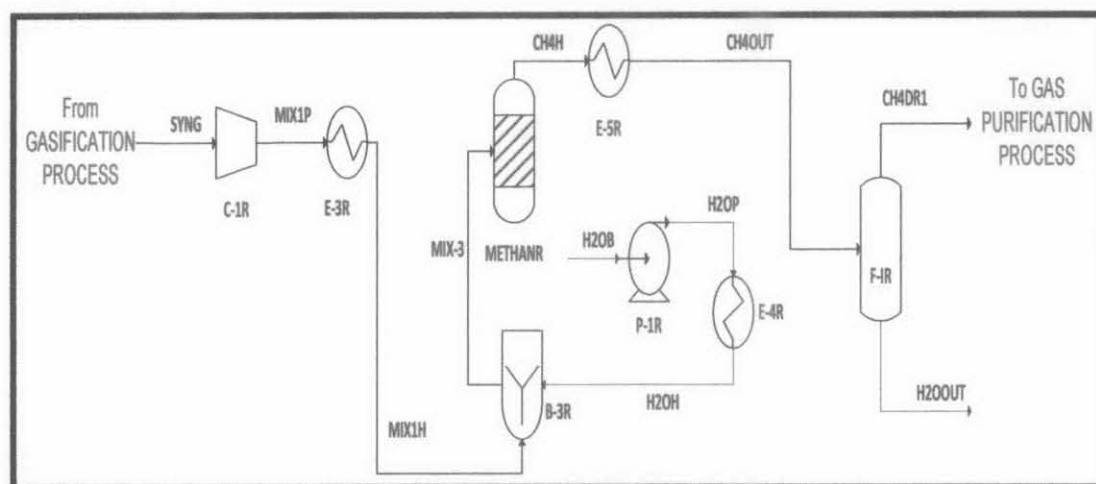 From
GASIFICATION
PROCESS
SYNG
C-1R
MIX1P
E-3R
MIX1H
MIX-3
METHANR
CH4H
E-5R
CH4OUT
H2OB
P-1R
H2OP
E-4R
H2OH
B-3R
F-IR
CH4DR1
To GAS
PURIFICATION
PROCESS
H2OOUT